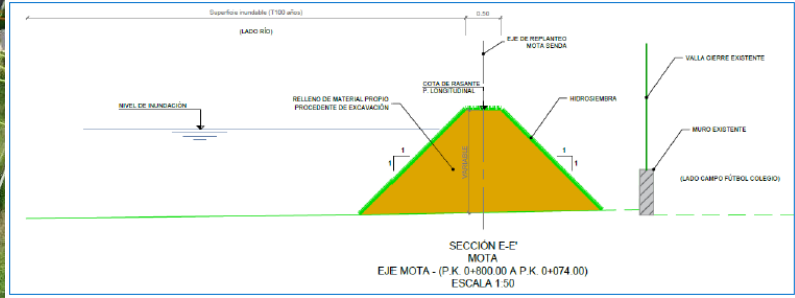 Superficie inundable (T100 años)
0.50
(LADO RÍO)
EJE DE REPLANTEO
MOTA SENDA
VALLA CIERRE EXISTENTE
COTA DE RASANTE
P. LONGITUDINAL
NIVEL DE INUNDACIÓN
RELLENO DE MATERIAL PROPIO
PROCEDENTE DE EXCAVACIÓN
HIDROSIEMBRA
MURO EXISTENTE
1
1
1
1
VARIABLE
(LADO CAMPO FÚTBOL COLEGIO)
SECCIÓN E-E'
MOTA
EJE MOTA - (P.K. 0+800.00 A P.K. 0+074.00)
ESCALA 1:50